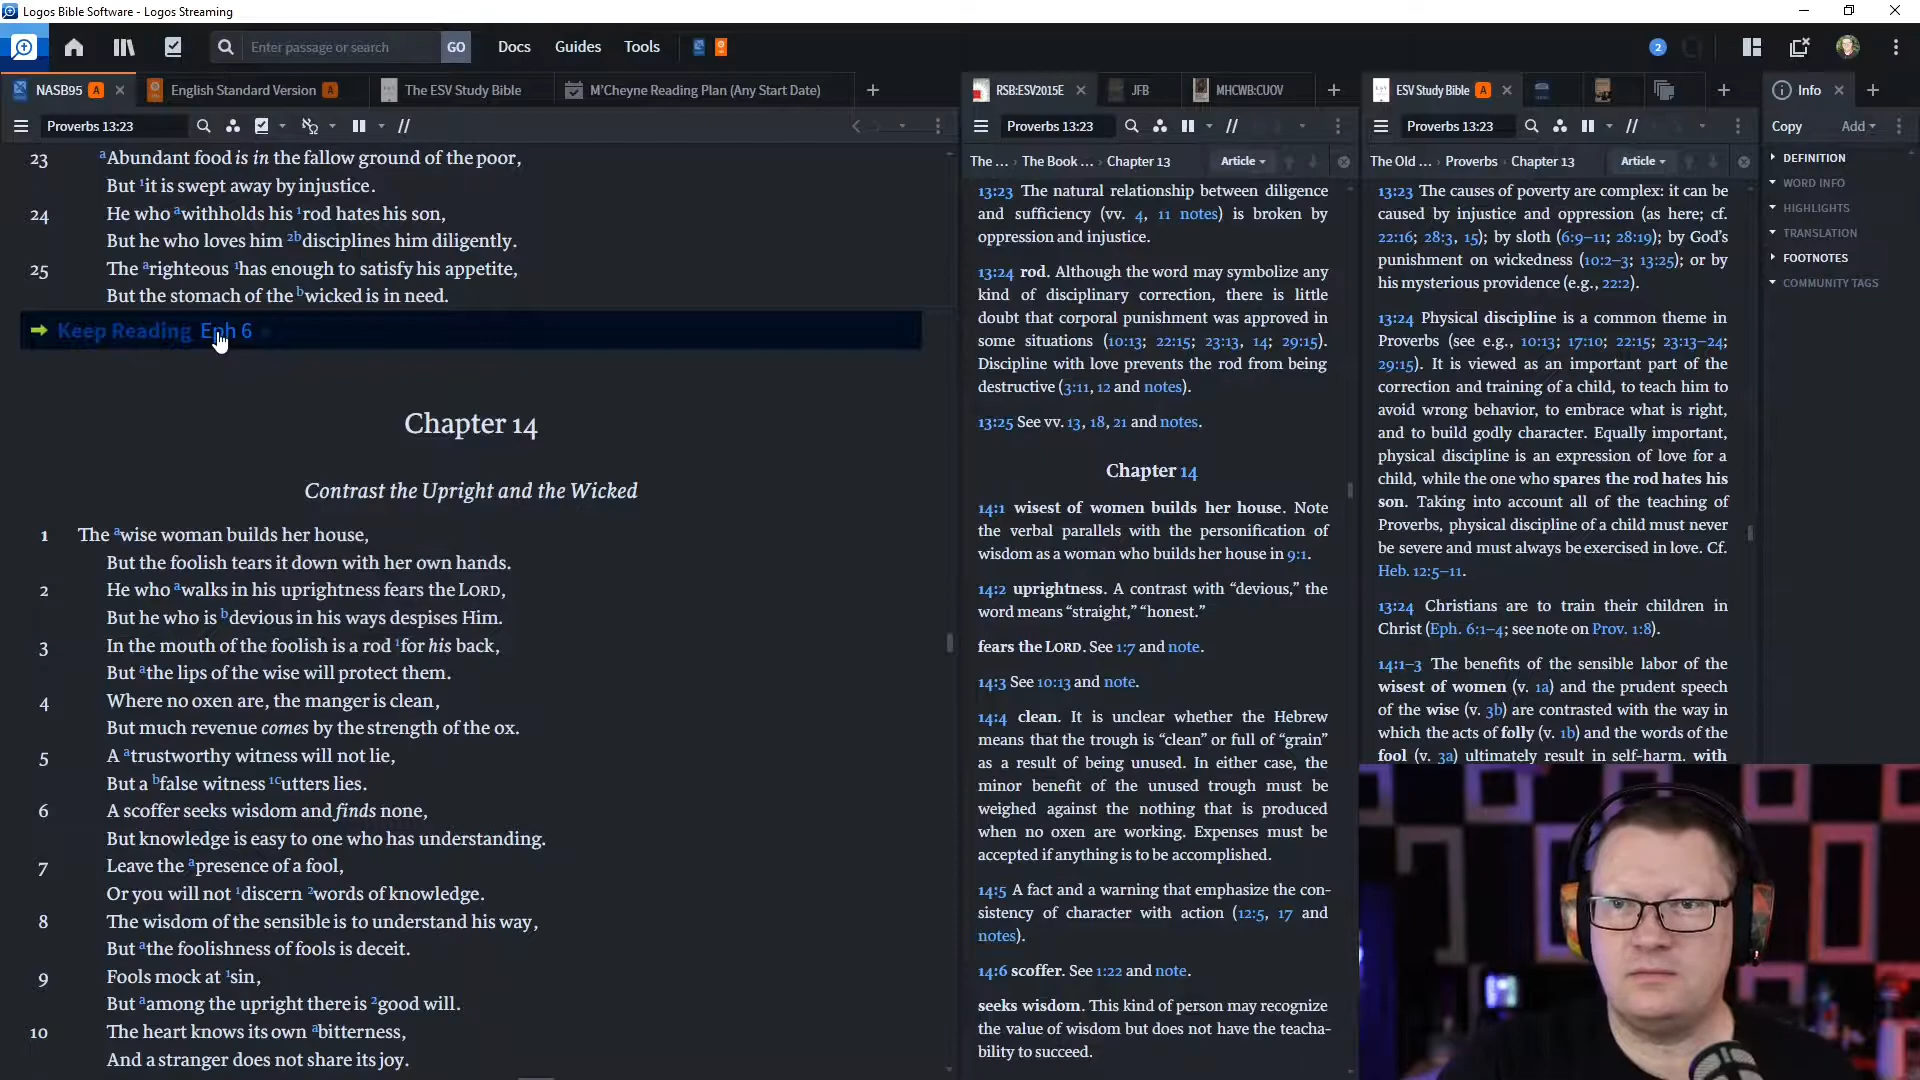 Logos Bible Software - Logos Streaming
Enter passage or search GO Docs Guides Tools 2
NASB95 A English Standard Version A The ESV Study Bible M'Cheyne Reading Plan (Any Start Date)
Proverbs 13:23
23 aAbundant food is in the fallow ground of the poor,
But 1it is swept away by injustice.
24 He who awithholds his 1rod hates his son,
But he who loves him 2bdisciplines him diligently.
25 The arighteous 1has enough to satisfy his appetite,
But the stomach of the bwicked is in need.
Keep Reading Eph 6
Chapter 14
Contrast the Upright and the Wicked
1 The awise woman builds her house,
But the foolish tears it down with her own hands.
2 He who awalks in his uprightness fears the LORD,
But he who is bdevious in his ways despises Him.
3 In the mouth of the foolish is a rod 1for his back,
But athe lips of the wise will protect them.
4 Where no oxen are, the manger is clean,
But much revenue comes by the strength of the ox.
5 A atrustworthy witness will not lie,
But a bfalse witness 1cutters lies.
6 A scoffer seeks wisdom and finds none,
But knowledge is easy to one who has understanding.
7 Leave the apresence of a fool,
Or you will not 1discern 2words of knowledge.
8 The wisdom of the sensible is to understand his way,
But athe foolishness of fools is deceit.
9 Fools mock at 1sin,
But aamong the upright there is 2good will.
10 The heart knows its own abitterness,
And a stranger does not share its joy.
RSB:ESV2015E JFB MHCWB:CUOV
Proverbs 13:23
The ... › The Book ... › Chapter 13 Article
13:23 The natural relationship between diligence
and sufficiency (vv. 4, 11 notes) is broken by
oppression and injustice.
13:24 rod. Although the word may symbolize any
kind of disciplinary correction, there is little
doubt that corporal punishment was approved in
some situations (10:13; 22:15; 23:13, 14; 29:15).
Discipline with love prevents the rod from being
destructive (3:11, 12 and notes).
13:25 See vv. 13, 18, 21 and notes.
Chapter 14
14:1 wisest of women builds her house. Note
the verbal parallels with the personification of
wisdom as a woman who builds her house in 9:1.
14:2 uprightness. A contrast with “devious,” the
word means “straight,” “honest.”
fears the LORD. See 1:7 and note.
14:3 See 10:13 and note.
14:4 clean. It is unclear whether the Hebrew
means that the trough is “clean” or full of “grain”
as a result of being unused. In either case, the
minor benefit of the unused trough must be
weighed against the nothing that is produced
when no oxen are working. Expenses must be
accepted if anything is to be accomplished.
14:5 A fact and a warning that emphasize the con-
sistency of character with action (12:5, 17 and
notes).
14:6 scoffer. See 1:22 and note.
seeks wisdom. This kind of person may recognize
the value of wisdom but does not have the teacha-
bility to succeed.
ESV Study Bible A
Proverbs 13:23
The Old ... › Proverbs › Chapter 13 Article
13:23 The causes of poverty are complex: it can be
caused by injustice and oppression (as here; cf.
22:16; 28:3, 15); by sloth (6:9–11; 28:19); by God’s
punishment on wickedness (10:2–3; 13:25); or by
his mysterious providence (e.g., 22:2).
13:24 Physical discipline is a common theme in
Proverbs (see e.g., 10:13; 17:10; 22:15; 23:13–24;
29:15). It is viewed as an important part of the
correction and training of a child, to teach him to
avoid wrong behavior, to embrace what is right,
and to build godly character. Equally important,
physical discipline is an expression of love for a
child, while the one who spares the rod hates his
son. Taking into account all of the teaching of
Proverbs, physical discipline of a child must never
be severe and must always be exercised in love. Cf.
Heb. 12:5–11.
13:24 Christians are to train their children in
Christ (Eph. 6:1–4; see note on Prov. 1:8).
14:1–3 The benefits of the sensible labor of the
wisest of women (v. 1a) and the prudent speech
of the wise (v. 3b) are contrasted with the way in
which the acts of folly (v. 1b) and the words of the
fool (v. 3a) ultimately result in self-harm. with
Info
Copy Add
DEFINITION
WORD INFO
HIGHLIGHTS
TRANSLATION
FOOTNOTES
COMMUNITY TAGS